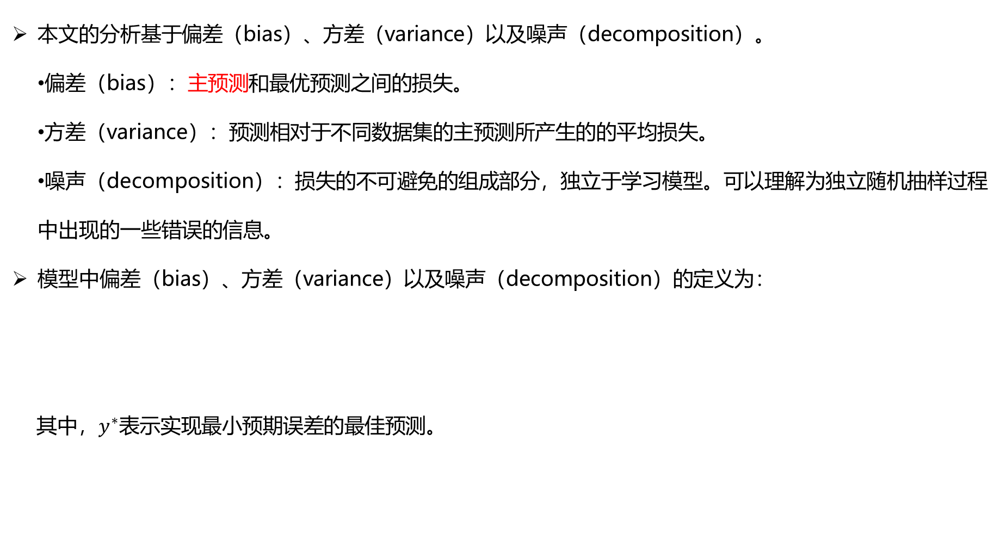 ➢ 本文的分析基于偏差（bias）、方差（variance）以及噪声（decomposition）。
•偏差（bias）：主预测和最优预测之间的损失。
•方差（variance）：预测相对于不同数据集的主预测所产生的的平均损失。
•噪声（decomposition）：损失的不可避免的组成部分，独立于学习模型。可以理解为独立随机抽样过程
中出现的一些错误的信息。
➢ 模型中偏差（bias）、方差（variance）以及噪声（decomposition）的定义为：
其中，y*表示实现最小预期误差的最佳预测。